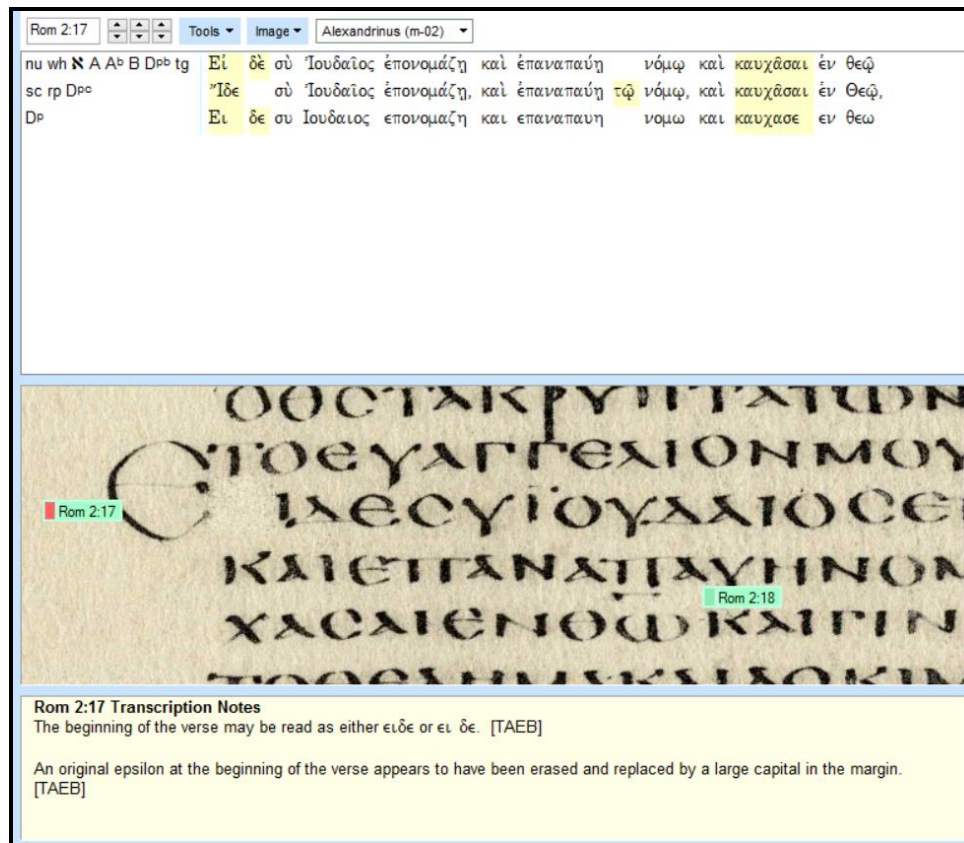 Rom 2:17 Tools Image Alexandrinus (m-02)
nu wh ℵ A Aᵇ B Dᵖᵇ tg Εἰ δὲ σὺ Ἰουδαῖος ἐπονομάζῃ καὶ ἐπαναπαύῃ νόμῳ καὶ καυχᾶσαι ἐν θεῷ
sc rp Dᵖᶜ Ἴδε σὺ Ἰουδαῖος ἐπονομάζῃ, καὶ ἐπαναπαύῃ τῷ νόμῳ, καὶ καυχᾶσαι ἐν Θεῷ,
Dᵖ Ει δε συ Ιουδαιος επονομαζη και επαναπαυη νομω και καυχασε εν θεω
ΟΘΣΤΑΚΡΥΠΤΑΤΩΝ
ΤΟΕΥΑΓΓΕΛΙΟΝΜΟΥ
Rom 2:17
ΕΙΔΕСΥΪΟΥΔΑΙΟСΕ
ΚΑΙΕΠΑΝΑΠΑΥΗΝΟΜ
Rom 2:18
ΧΑСΑΙΕΝΘΩΚΑΙΓΙΝ
Rom 2:17 Transcription Notes
The beginning of the verse may be read as either ειδε or ει δε. [TAEB]
An original epsilon at the beginning of the verse appears to have been erased and replaced by a large capital in the margin.
[TAEB]